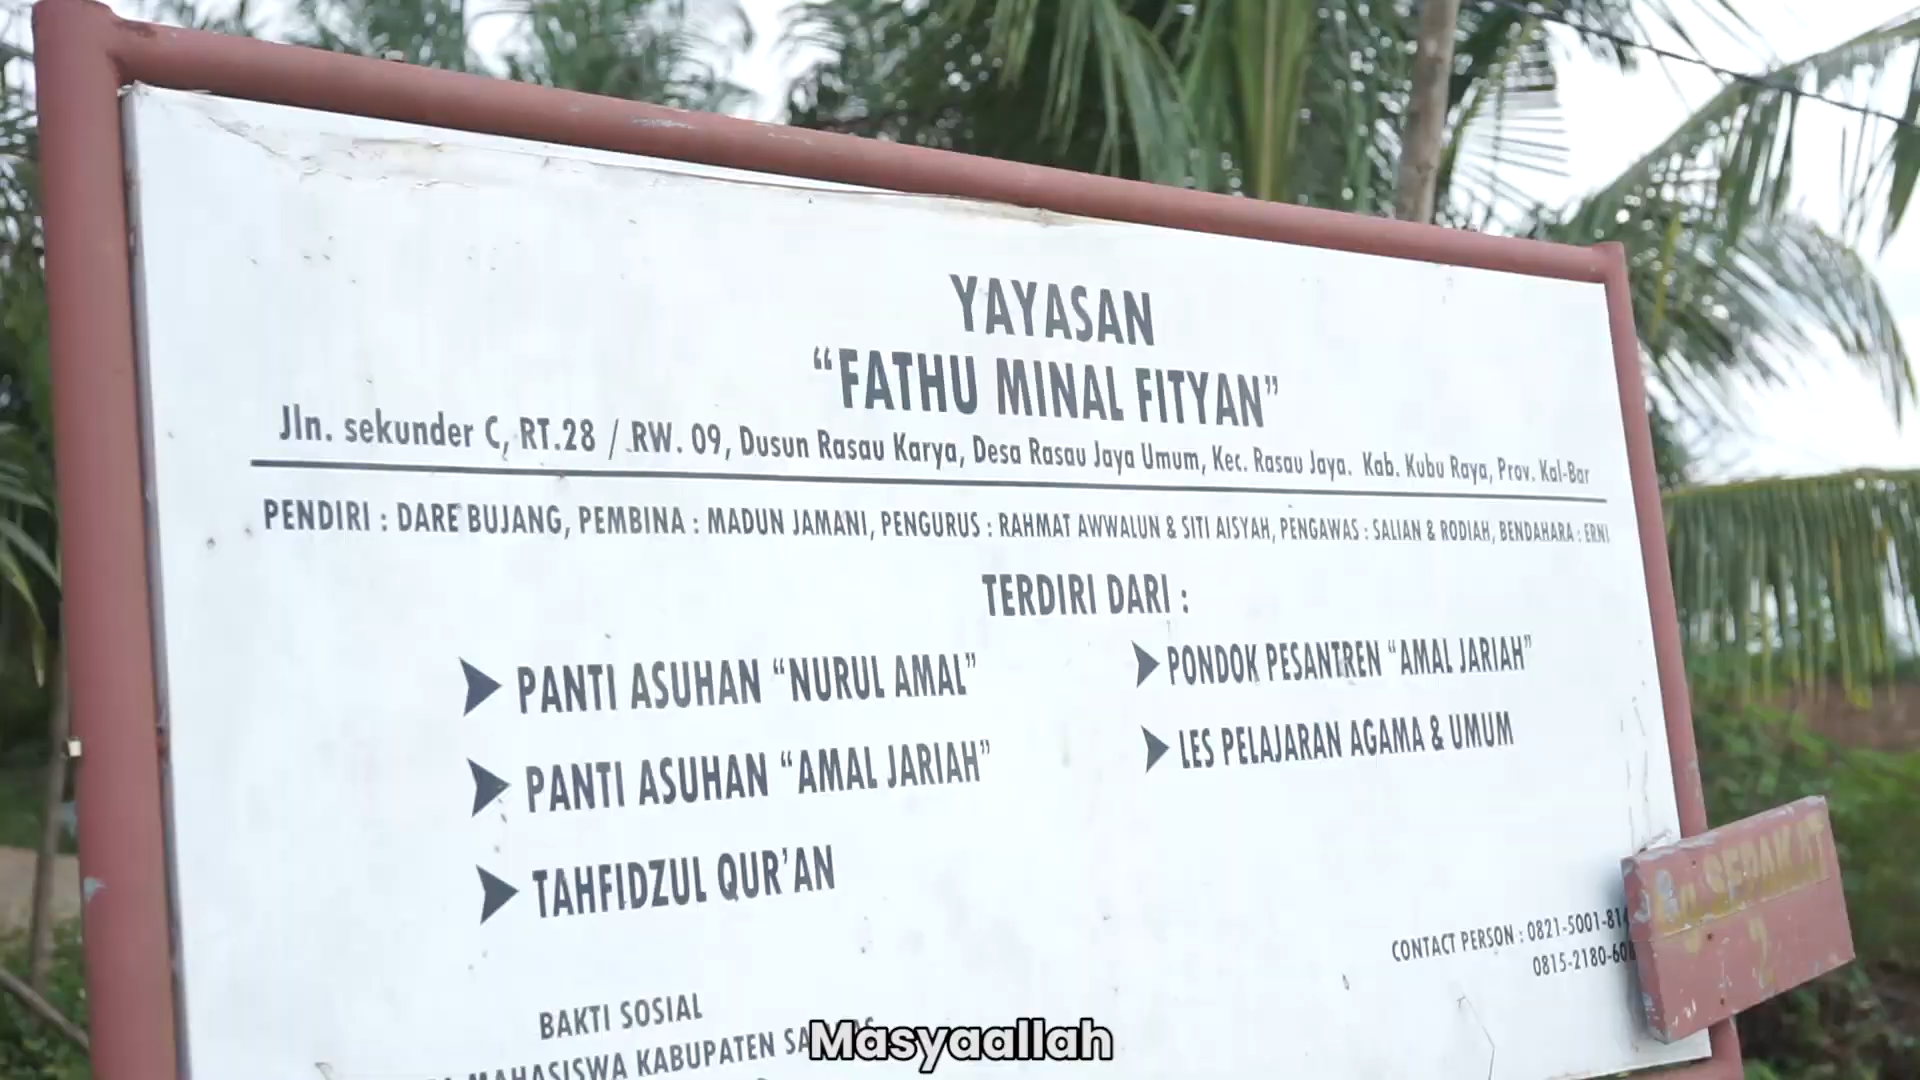 YAYASAN
“FATHU MINAL FITYAN”
Jln. sekunder C, RT.28 / RW. 09, Dusun Rasau Karya, Desa Rasau Jaya Umum, Kec. Rasau Jaya. Kab. Kubu Raya, Prov. Kal-Bar
PENDIRI : DARE BUJANG, PEMBINA : MADUN JAMANI, PENGURUS : RAHMAT AWWALUN & SITI AISYAH, PENGAWAS : SALIAN & RODIAH, BENDAHARA : ERNI
TERDIRI DARI :
PANTI ASUHAN “NURUL AMAL”
PANTI ASUHAN “AMAL JARIAH”
TAHFIDZUL QUR’AN
PONDOK PESANTREN “AMAL JARIAH”
LES PELAJARAN AGAMA & UMUM
CONTACT PERSON : 0821-5001-81
0815-2180-60
SEPAKAT
2
BAKTI SOSIAL
MAHASISWA KABUPATEN
Masyaallah